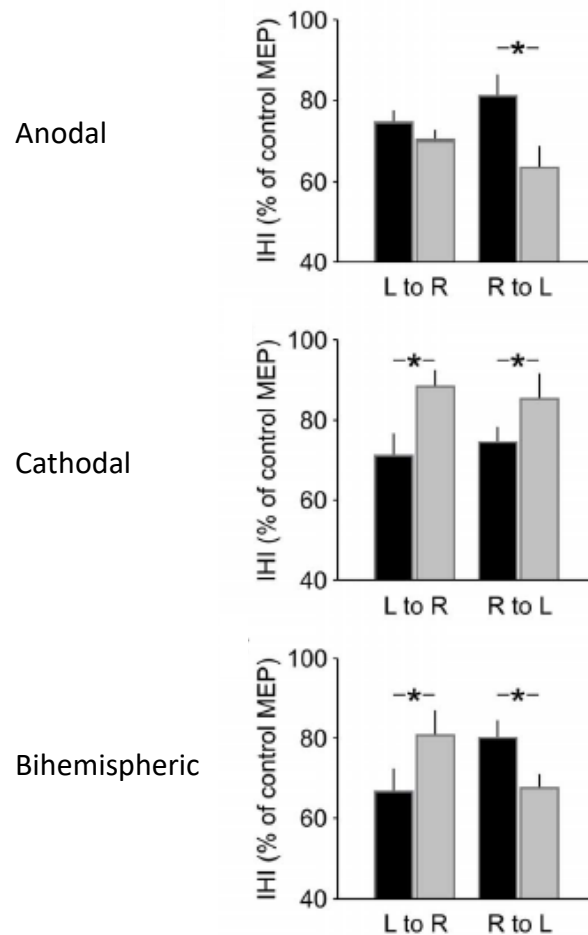 Anodal
IHI (% of control MEP)
100
80
60
40
-*-
L to R
R to L
Cathodal
IHI (% of control MEP)
100
80
60
40
-*-
-*-
L to R
R to L
Bihemispheric
IHI (% of control MEP)
100
80
60
40
-*-
-*-
L to R
R to L